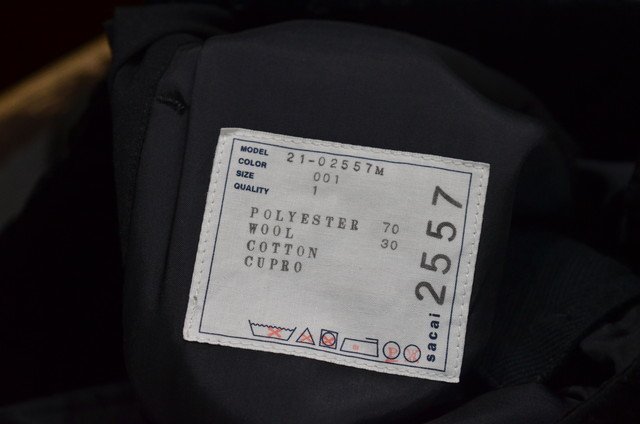 MODEL 21-02557M
COLOR 001
SIZE 1
QUALITY
POLYESTER 70
WOOL 30
COTTON
CUPRO
sacai 2557
P W